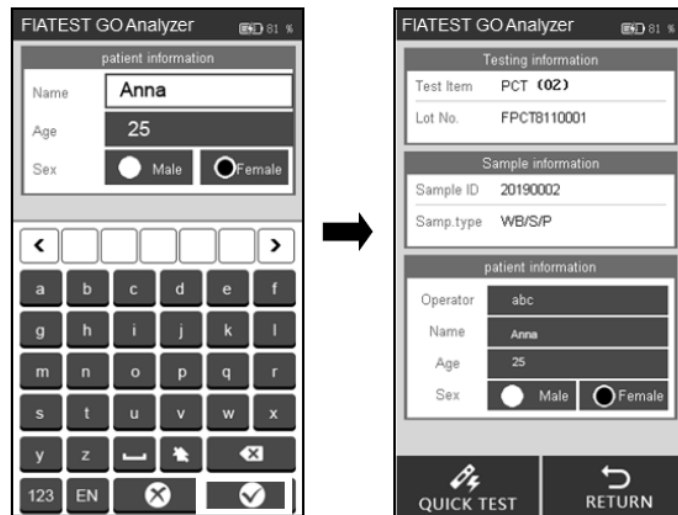 FIATEST GO Analyzer 81 %
patient information
Name Anna
Age 25
Sex Male Female
a b c d e f
g h i j k l
m n o p q r
s t u v w x
y z
123 EN
FIATEST GO Analyzer 81 %
Testing information
Test Item PCT (02)
Lot No. FPCT8110001
Sample information
Sample ID 20190002
Samp.type WB/S/P
patient information
Operator abc
Name Anna
Age 25
Sex Male Female
QUICK TEST RETURN